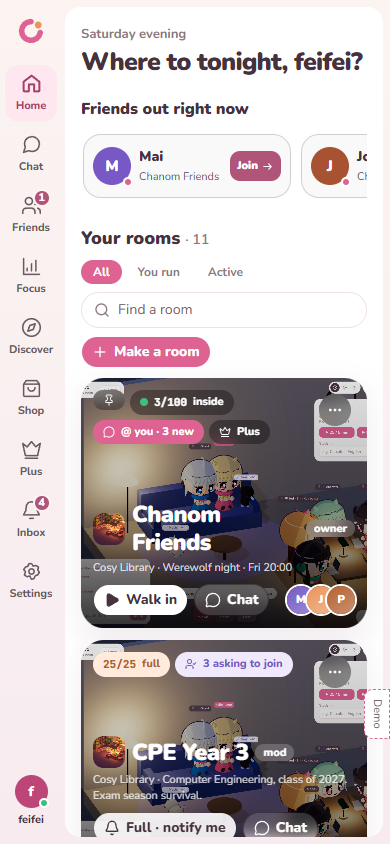 Saturday evening
Where to tonight, feifei?
Friends out right now
M
Mai
Chanom Friends
Join →
J
Home
Chat
1
Friends
Focus
Discover
Shop
Plus
4
Inbox
Settings
f
feifei
Your rooms · 11
All
You run
Active
Find a room
+ Make a room
3/100 inside
@ you · 3 new
Plus
Chanom
Friends
owner
Cosy Library · Werewolf night · Fri 20:00
Walk in
Chat
M
J
P
25/25 full
3 asking to join
Demo
CPE Year 3
mod
Cosy Library · Computer Engineering, class of 2027.
Exam season survival.
Full · notify me
Chat